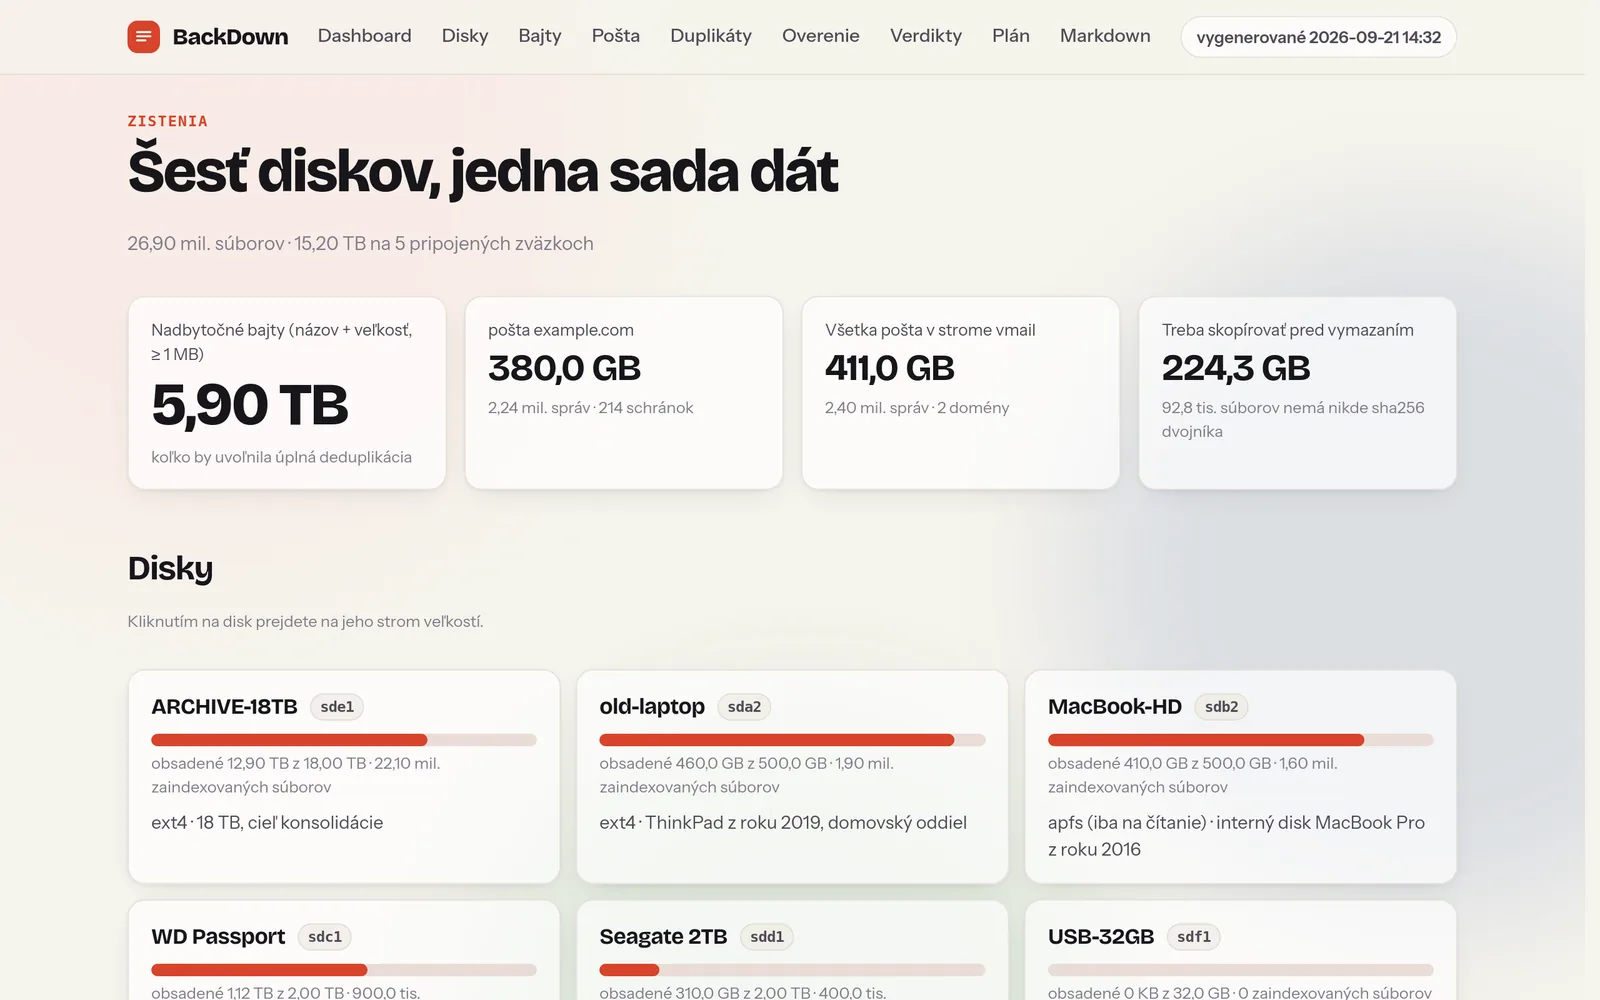 BackDown Dashboard Disky Bajty Pošta Duplikáty Overenie Verdikty Plán Markdown vygenerované 2026-09-21 14:32
ZISTENIA
Šesť diskov, jedna sada dát
26,90 mil. súborov · 15,20 TB na 5 pripojených zväzkoch
Nadbytočné bajty (názov + veľkosť,
≥ 1 MB)
5,90 TB
koľko by uvoľnila úplná deduplikácia
pošta example.com
380,0 GB
2,24 mil. správ · 214 schránok
Všetka pošta v strome vmail
411,0 GB
2,40 mil. správ · 2 domény
Treba skopírovať pred vymazaním
224,3 GB
92,8 tis. súborov nemá nikde sha256
dvojníka
Disky
Kliknutím na disk prejdete na jeho strom veľkostí.
ARCHIVE-18TB sde1
obsadené 12,90 TB z 18,00 TB · 22,10 mil.
zaindexovaných súborov
ext4 · 18 TB, cieľ konsolidácie
old-laptop sda2
obsadené 460,0 GB z 500,0 GB · 1,90 mil.
zaindexovaných súborov
ext4 · ThinkPad z roku 2019, domovský oddiel
MacBook-HD sdb2
obsadené 410,0 GB z 500,0 GB · 1,60 mil.
zaindexovaných súborov
apfs (iba na čítanie) · interný disk MacBook Pro
z roku 2016
WD Passport sdc1
obsadené 1,12 TB z 2,00 TB · 900,0 tis.
Seagate 2TB sdd1
obsadené 310,0 GB z 2,00 TB · 400,0 tis.
USB-32GB sdf1
obsadené 0 KB z 32,0 GB · 0 zaindexovaných súborov